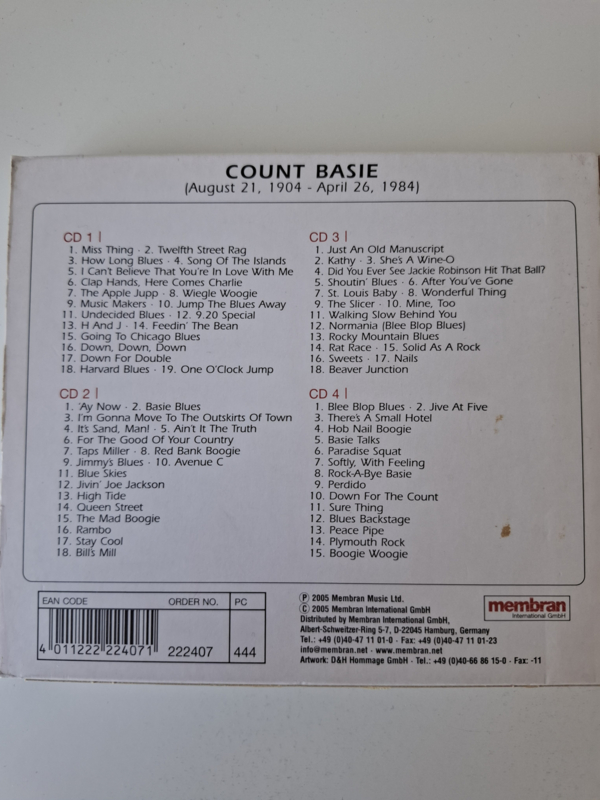 COUNT BASIE
(August 21, 1904 - April 26, 1984)
CD 1 |
1. Miss Thing · 2. Twelfth Street Rag
3. How Long Blues · 4. Song Of The Islands
5. I Can't Believe That You're In Love With Me
6. Clap Hands, Here Comes Charlie
7. The Apple Jupp · 8. Wiegle Woogie
9. Music Makers · 10. Jump The Blues Away
11. Undecided Blues · 12. 9.20 Special
13. H And J · 14. Feedin' The Bean
15. Going To Chicago Blues
16. Down, Down, Down
17. Down For Double
18. Harvard Blues · 19. One O'Clock Jump
CD 2 |
1. 'Ay Now · 2. Basie Blues
3. I'm Gonna Move To The Outskirts Of Town
4. It's Sand, Man! · 5. Ain't It The Truth
6. For The Good Of Your Country
7. Taps Miller · 8. Red Bank Boogie
9. Jimmy's Blues · 10. Avenue C
11. Blue Skies
12. Jivin' Joe Jackson
13. High Tide
14. Queen Street
15. The Mad Boogie
16. Rambo
17. Stay Cool
18. Bill's Mill
CD 3 |
1. Just An Old Manuscript
2. Kathy · 3. She's A Wine-O
4. Did You Ever See Jackie Robinson Hit That Ball?
5. Shoutin' Blues · 6. After You've Gone
7. St. Louis Baby · 8. Wonderful Thing
9. The Slicer · 10. Mine, Too
11. Walking Slow Behind You
12. Normania (Blee Blop Blues)
13. Rocky Mountain Blues
14. Rat Race · 15. Solid As A Rock
16. Sweets · 17. Nails
18. Beaver Junction
CD 4 |
1. Blee Blop Blues · 2. Jive At Five
3. There's A Small Hotel
4. Hob Nail Boogie
5. Basie Talks
6. Paradise Squat
7. Softly, With Feeling
8. Rock-A-Bye Basie
9. Perdido
10. Down For The Count
11. Sure Thing
12. Blues Backstage
13. Peace Pipe
14. Plymouth Rock
15. Boogie Woogie
EAN CODE ORDER NO. PC
4 011222 224071 222407 444
℗ 2005 Membran Music Ltd.
© 2005 Membran International GmbH
Distributed by Membran International GmbH,
Albert-Schweitzer-Ring 5-7, D-22045 Hamburg, Germany
Tel.: +49 (0)40-47 11 01-0 · Fax: +49 (0)40-47 11 01-23
info@membran.net · www.membran.net
Artwork: D&H Hommage GmbH · Tel.: +49 (0)40-66 86 15-0 · Fax: -11
membran
International GmbH